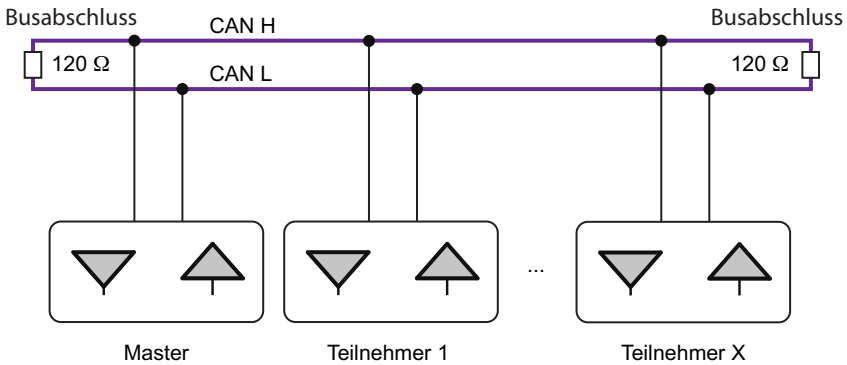 Busabschluss
Busabschluss
CAN H
120 Ω
CAN L
120 Ω
...
Master
Teilnehmer 1
Teilnehmer X